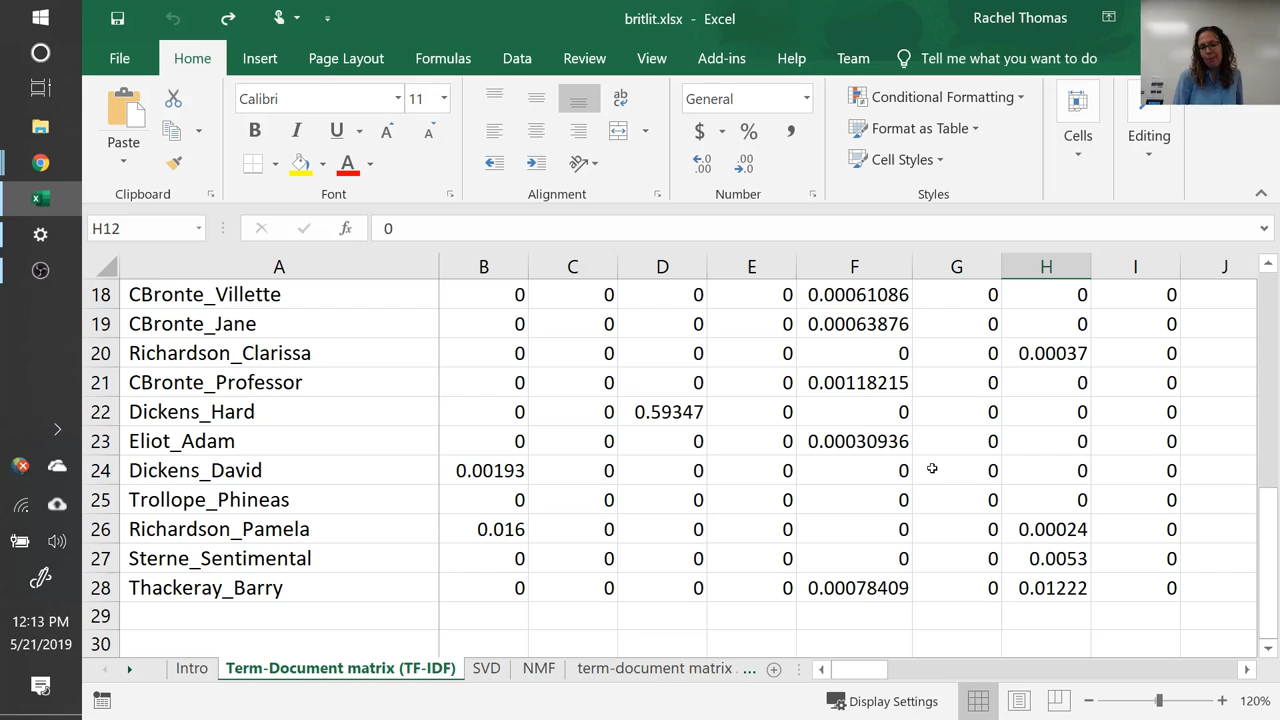 britlit.xlsx - Excel
Rachel Thomas
File Home Insert Page Layout Formulas Data Review View Add-ins Help Team Tell me what you want to do
Paste
Clipboard
Calibri 11
B I U A A
A
Font
ab
Alignment
General
$ % ,
.00
.00
Number
Conditional Formatting
Format as Table
Cell Styles
Styles
Cells
Editing
H12 fx 0
A B C D E F G H I J
18 CBronte_Villette 0 0 0 0 0.00061086 0 0 0
19 CBronte_Jane 0 0 0 0 0.00063876 0 0 0
20 Richardson_Clarissa 0 0 0 0 0 0 0.00037 0
21 CBronte_Professor 0 0 0 0 0.00118215 0 0 0
22 Dickens_Hard 0 0 0.59347 0 0 0 0 0
23 Eliot_Adam 0 0 0 0 0.00030936 0 0 0
24 Dickens_David 0.00193 0 0 0 0 0 0 0
25 Trollope_Phineas 0 0 0 0 0 0 0 0
26 Richardson_Pamela 0.016 0 0 0 0 0 0.00024 0
27 Sterne_Sentimental 0 0 0 0 0 0 0.0053 0
28 Thackeray_Barry 0 0 0 0 0.00078409 0 0.01222 0
29
30
Intro Term-Document matrix (TF-IDF) SVD NMF term-document matrix ...
Display Settings
120%
12:13 PM
5/21/2019